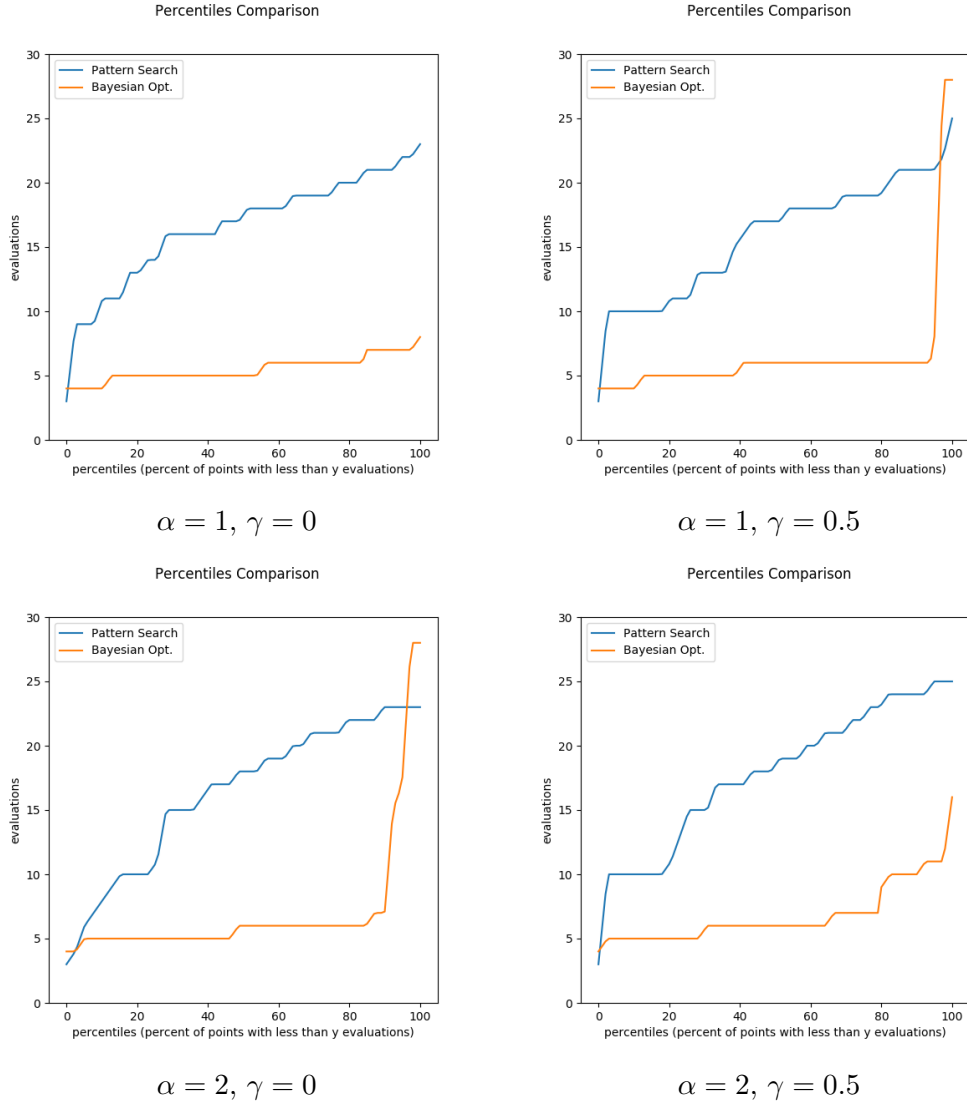 Percentiles Comparison
30
25
20
15
10
5
0
evaluations
Pattern Search
Bayesian Opt.
0 20 40 60 80 100
percentiles (percent of points with less than y evaluations)
α = 1, γ = 0
Percentiles Comparison
30
25
20
15
10
5
0
evaluations
Pattern Search
Bayesian Opt.
0 20 40 60 80 100
percentiles (percent of points with less than y evaluations)
α = 1, γ = 0.5
Percentiles Comparison
30
25
20
15
10
5
0
evaluations
Pattern Search
Bayesian Opt.
0 20 40 60 80 100
percentiles (percent of points with less than y evaluations)
α = 2, γ = 0
Percentiles Comparison
30
25
20
15
10
5
0
evaluations
Pattern Search
Bayesian Opt.
0 20 40 60 80 100
percentiles (percent of points with less than y evaluations)
α = 2, γ = 0.5